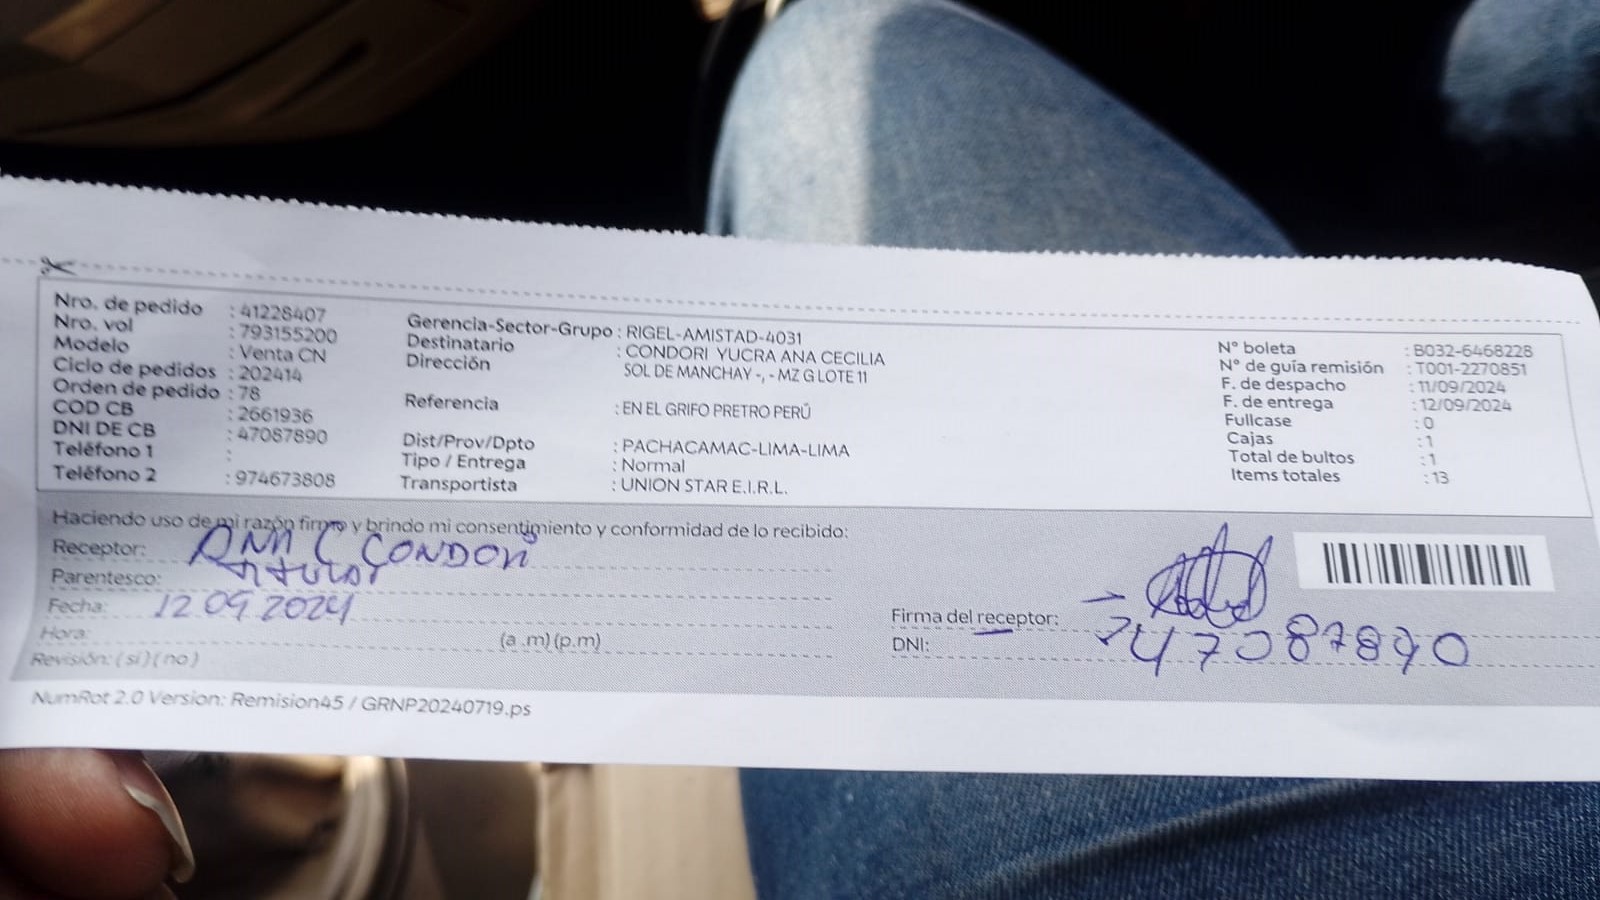 Nro. de pedido : 41228407
Nro. vol : 793155200
Modelo : Venta CN
Ciclo de pedidos : 202414
Orden de pedido : 78
COD CB : 2661936
DNI DE CB : 47087890
Teléfono 1 :
Teléfono 2 : 974673808
Gerencia-Sector-Grupo : RIGEL-AMISTAD-4031
Destinatario : CONDORI YUCRA ANA CECILIA
Dirección SOL DE MANCHAY -, - MZ G LOTE 11
Referencia : EN EL GRIFO PRETRO PERÚ
Dist/Prov/Dpto : PACHACAMAC-LIMA-LIMA
Tipo / Entrega : Normal
Transportista : UNION STAR E.I.R.L.
N° boleta : B032-6468228
N° de guía remisión : T001-2270851
F. de despacho : 11/09/2024
F. de entrega : 12/09/2024
Fullcase : 0
Cajas : 1
Total de bultos : 1
Items totales : 13
Haciendo uso de mi razón firmo y brindo mi consentimiento y conformidad de lo recibido:
Receptor: ANA C CONDORI
Parentesco: titular
Fecha: 12 09 2024
Hora: (a .m) (p.m)
Revisión: ( si ) ( no )
Firma del receptor:
DNI: 47087890
NumRot 2.0 Version: Remision45 / GRNP20240719.ps